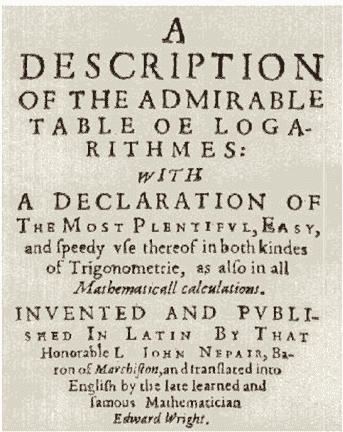 A
DESCRIPTION
OF THE ADMIRABLE
TABLE OE LOGA-
RITHMES:
WITH
A DECLARATION OF
THE MOST PLENTIFVL, EASY,
and ſpeedy vſe thereof in both kindes
of Trigonometrie, as alſo in all
Mathematicall calculations.
INVENTED AND PVBLI-
SHED IN LATIN BY THAT
Honorable L. JOHN NEPAIR, Ba-
ron of Marchiſton, and tranſlated into
Engliſh by the late learned and
famous Mathematician
Edward Wright.